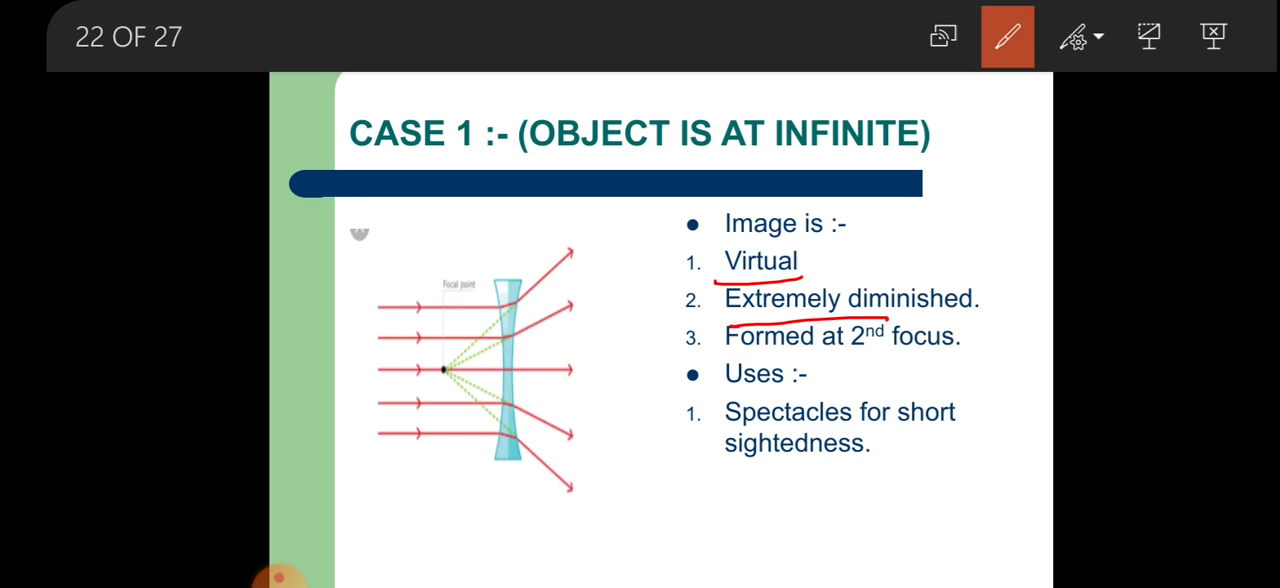 22 OF 27
CASE 1 :- (OBJECT IS AT INFINITE)
Focal point
● Image is :-
1. Virtual
2. Extremely diminished.
3. Formed at 2nd focus.
● Uses :-
1. Spectacles for short
sightedness.